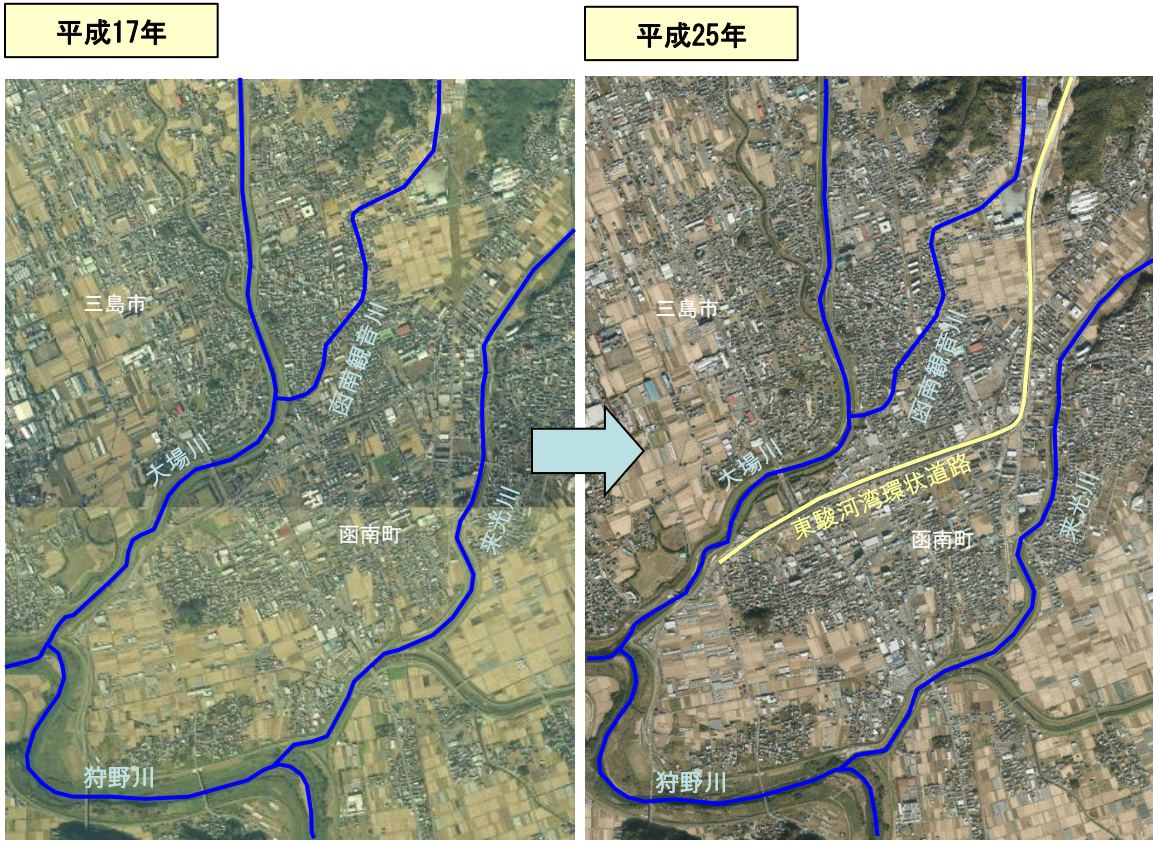 平成17年
平成25年
三島市
函南観音川
大場川
来光川
函南町
狩野川
三島市
函南観音川
大場川
東駿河湾環状道路
来光川
函南町
狩野川